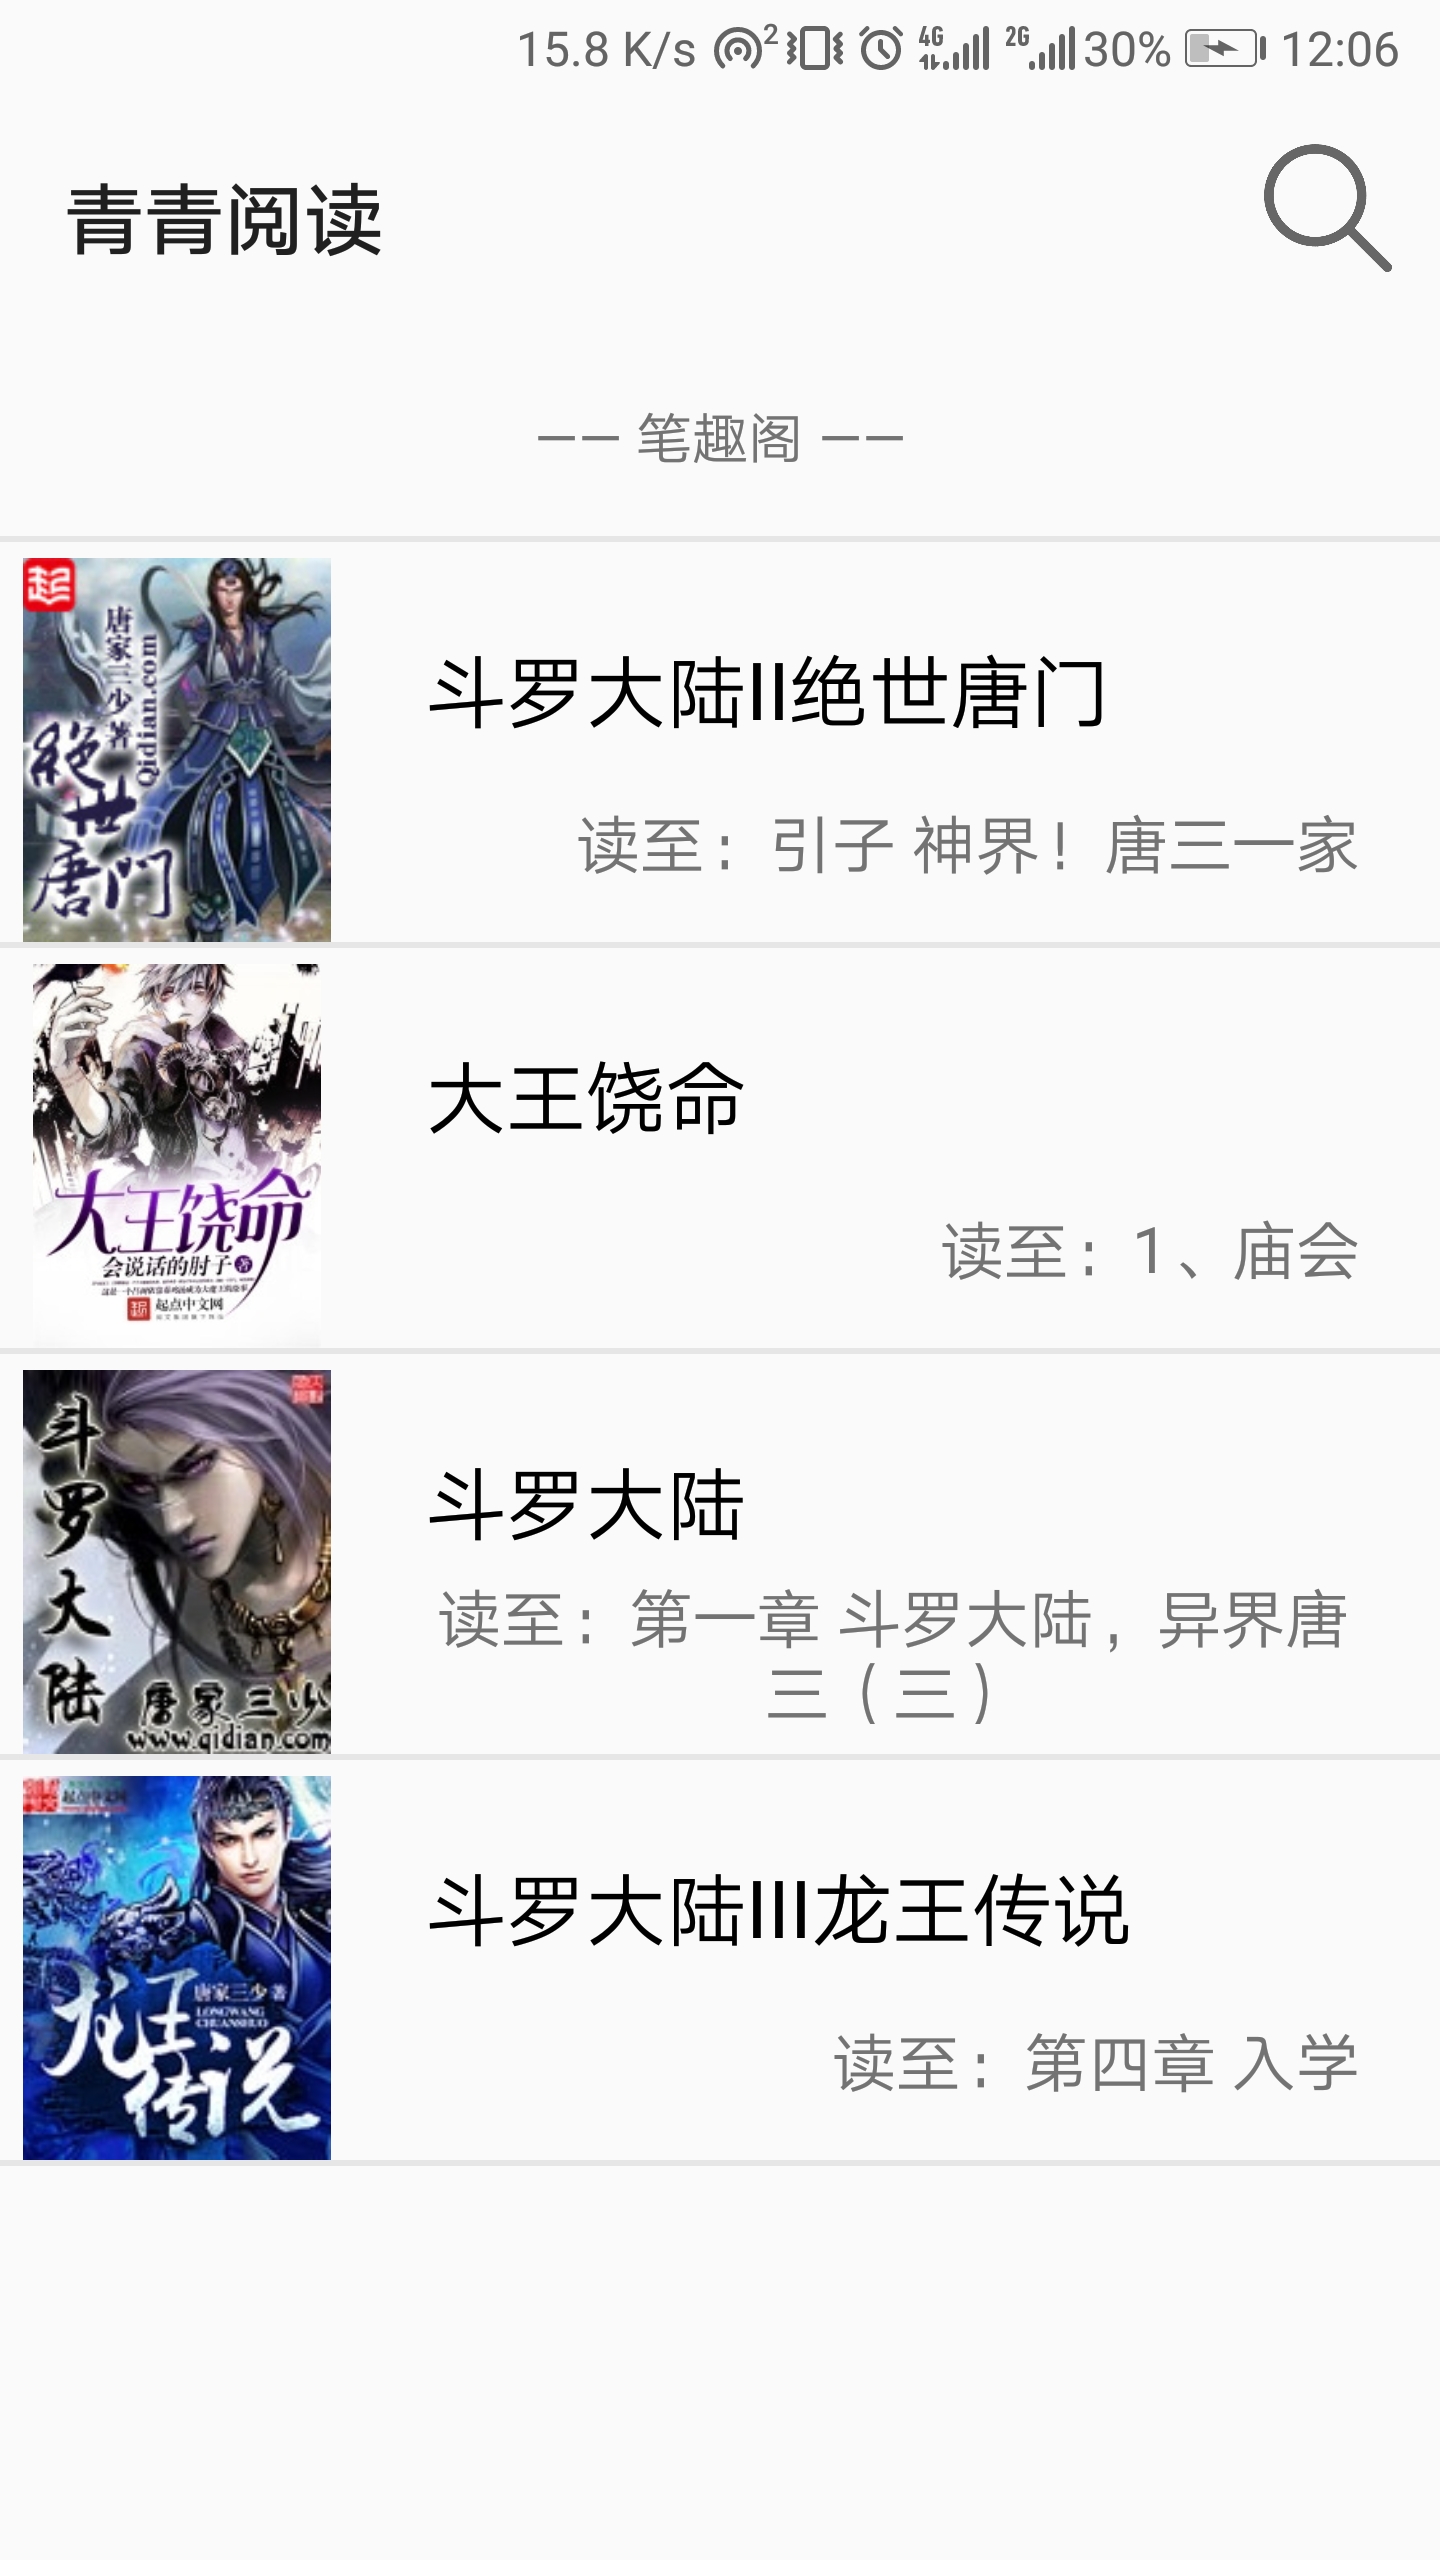 15.8 K/s 2 4G 2G 30% 12:06
青青阅读
-- 笔趣阁 --
起
唐家三少 著
Qidian.com
絕世唐门
斗罗大陆II绝世唐门
读至：引子 神界！唐三一家
大王饶命
会说话的肘子 著
起点中文网
大王饶命
读至：1、庙会
斗罗大陆
唐家三少
www.qidian.com
斗罗大陆
读至：第一章 斗罗大陆，异界唐
三（三）
起点中文网
唐家三少 著
LONGWANG
CHUANSHUO
龙王传说
斗罗大陆III龙王传说
读至：第四章 入学